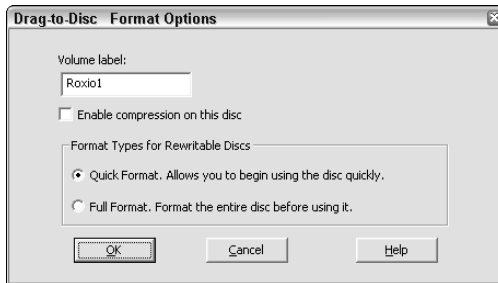 Drag-to-Disc Format Options
Volume label:
Roxio1
Enable compression on this disc
Format Types for Rewritable Discs
Quick Format. Allows you to begin using the disc quickly.
Full Format. Format the entire disc before using it.
OK Cancel Help